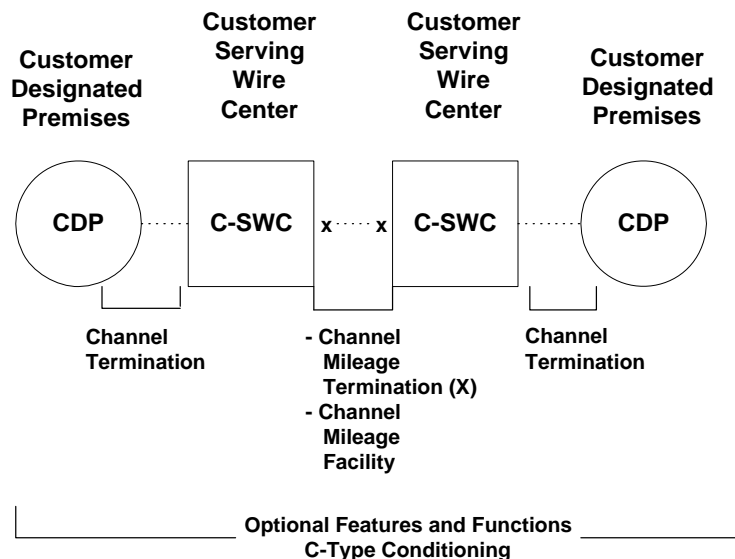 Customer
Designated
Premises
Customer
Serving
Wire
Center
Customer
Serving
Wire
Center
Customer
Designated
Premises
CDP
C-SWC
x
x
C-SWC
CDP
Channel
Termination
- Channel
Mileage
Termination (X)
- Channel
Mileage
Facility
Channel
Termination
Optional Features and Functions
C-Type Conditioning